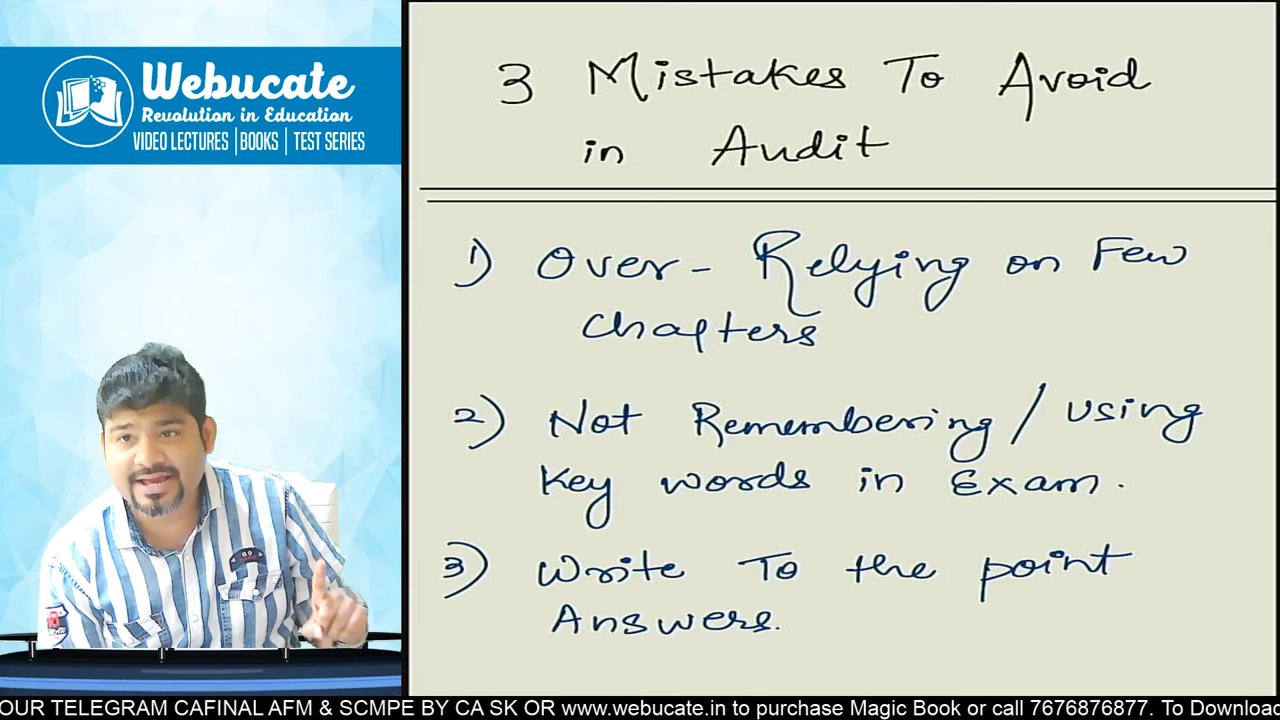 Webucate
Revolution in Education
VIDEO LECTURES | BOOKS | TEST SERIES
3 Mistakes To Avoid
in Audit
1) Over-Relying on Few
chapters
2) Not Remembering / using
key words in Exam.
3) Write To the point
Answers.
OUR TELEGRAM CAFINAL AFM & SCMPE BY CA SK OR www.webucate.in to purchase Magic Book or call 7676876877. To Download